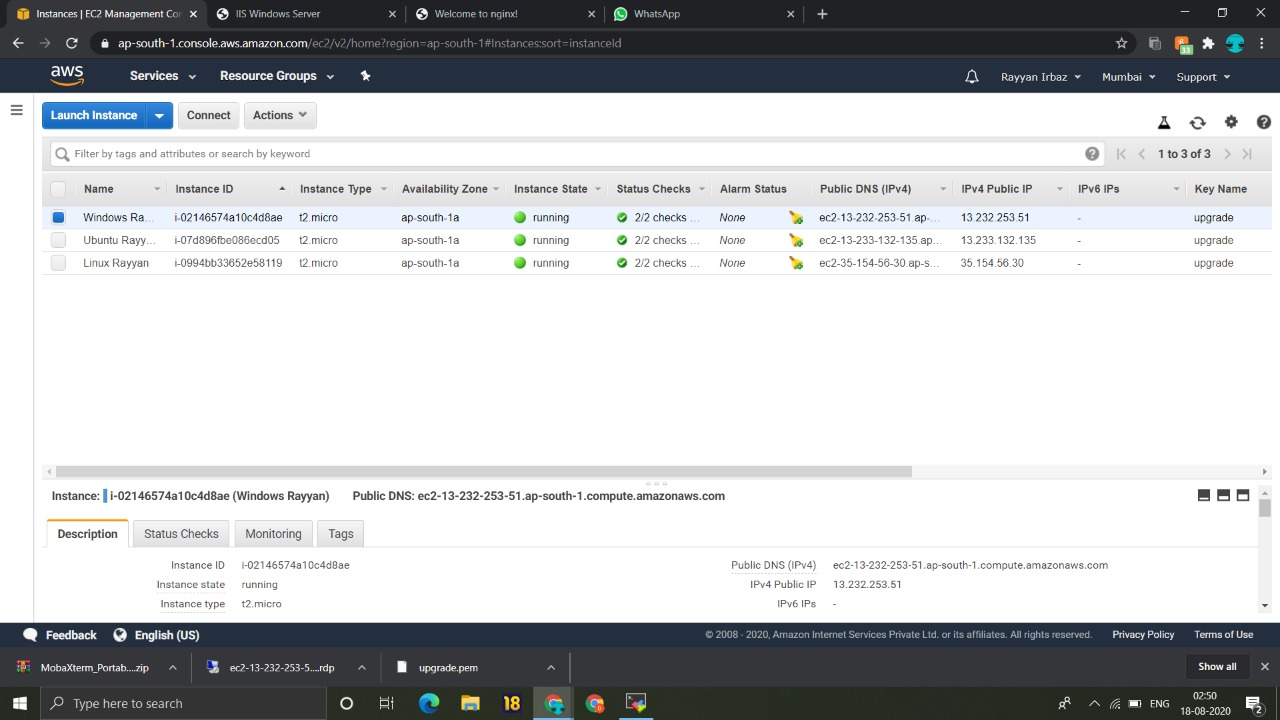 Instances | EC2 Management Con
IIS Windows Server
Welcome to nginx!
WhatsApp
ap-south-1.console.aws.amazon.com/ec2/v2/home?region=ap-south-1#Instances:sort=instanceId
33
aws Services Resource Groups Rayyan Irbaz Mumbai Support
Launch Instance Connect Actions
Filter by tags and attributes or search by keyword 1 to 3 of 3
Name Instance ID Instance Type Availability Zone Instance State Status Checks Alarm Status Public DNS (IPv4) IPv4 Public IP IPv6 IPs Key Name
Windows Ra... i-02146574a10c4d8ae t2.micro ap-south-1a running 2/2 checks ... None ec2-13-232-253-51.ap-... 13.232.253.51 - upgrade
Ubuntu Rayy... i-07d896fbe086ecd05 t2.micro ap-south-1a running 2/2 checks ... None ec2-13-233-132-135.ap... 13.233.132.135 - upgrade
Linux Rayyan i-0994bb33652e58119 t2.micro ap-south-1a running 2/2 checks ... None ec2-35-154-56-30.ap-s... 35.154.56.30 - upgrade
Instance: i-02146574a10c4d8ae (Windows Rayyan) Public DNS: ec2-13-232-253-51.ap-south-1.compute.amazonaws.com
Description Status Checks Monitoring Tags
Instance ID i-02146574a10c4d8ae Public DNS (IPv4) ec2-13-232-253-51.ap-south-1.compute.amazonaws.com
Instance state running IPv4 Public IP 13.232.253.51
Instance type t2.micro IPv6 IPs -
Feedback English (US) © 2008 - 2020, Amazon Internet Services Private Ltd. or its affiliates. All rights reserved. Privacy Policy Terms of Use
MobaXterm_Portab....zip ec2-13-232-253-5....rdp upgrade.pem Show all
Type here to search 18 ENG 02:50
18-08-2020 2